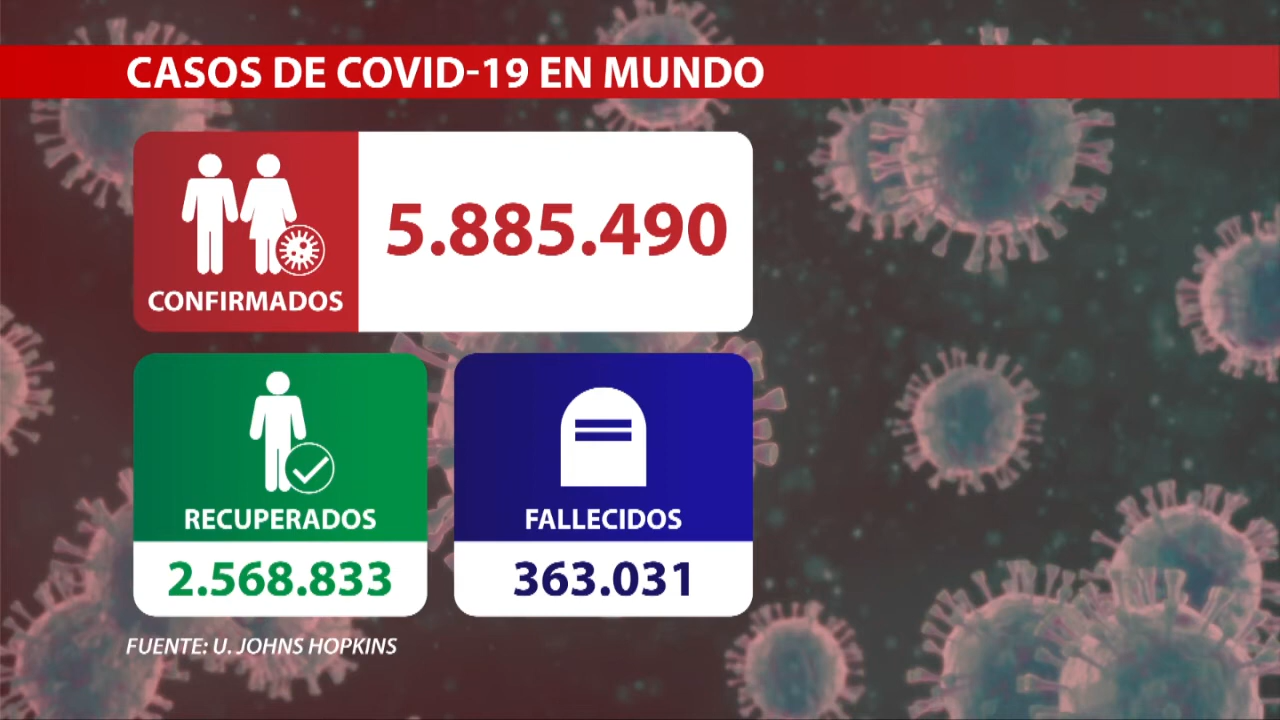 CASOS DE COVID-19 EN MUNDO
CONFIRMADOS
5.885.490
RECUPERADOS
2.568.833
FALLECIDOS
363.031
FUENTE: U. JOHNS HOPKINS